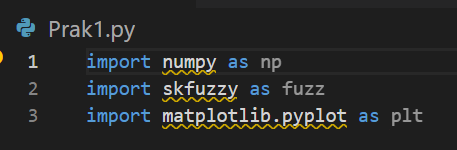 Prak1.py
1 import numpy as np
2 import skfuzzy as fuzz
3 import matplotlib.pyplot as plt